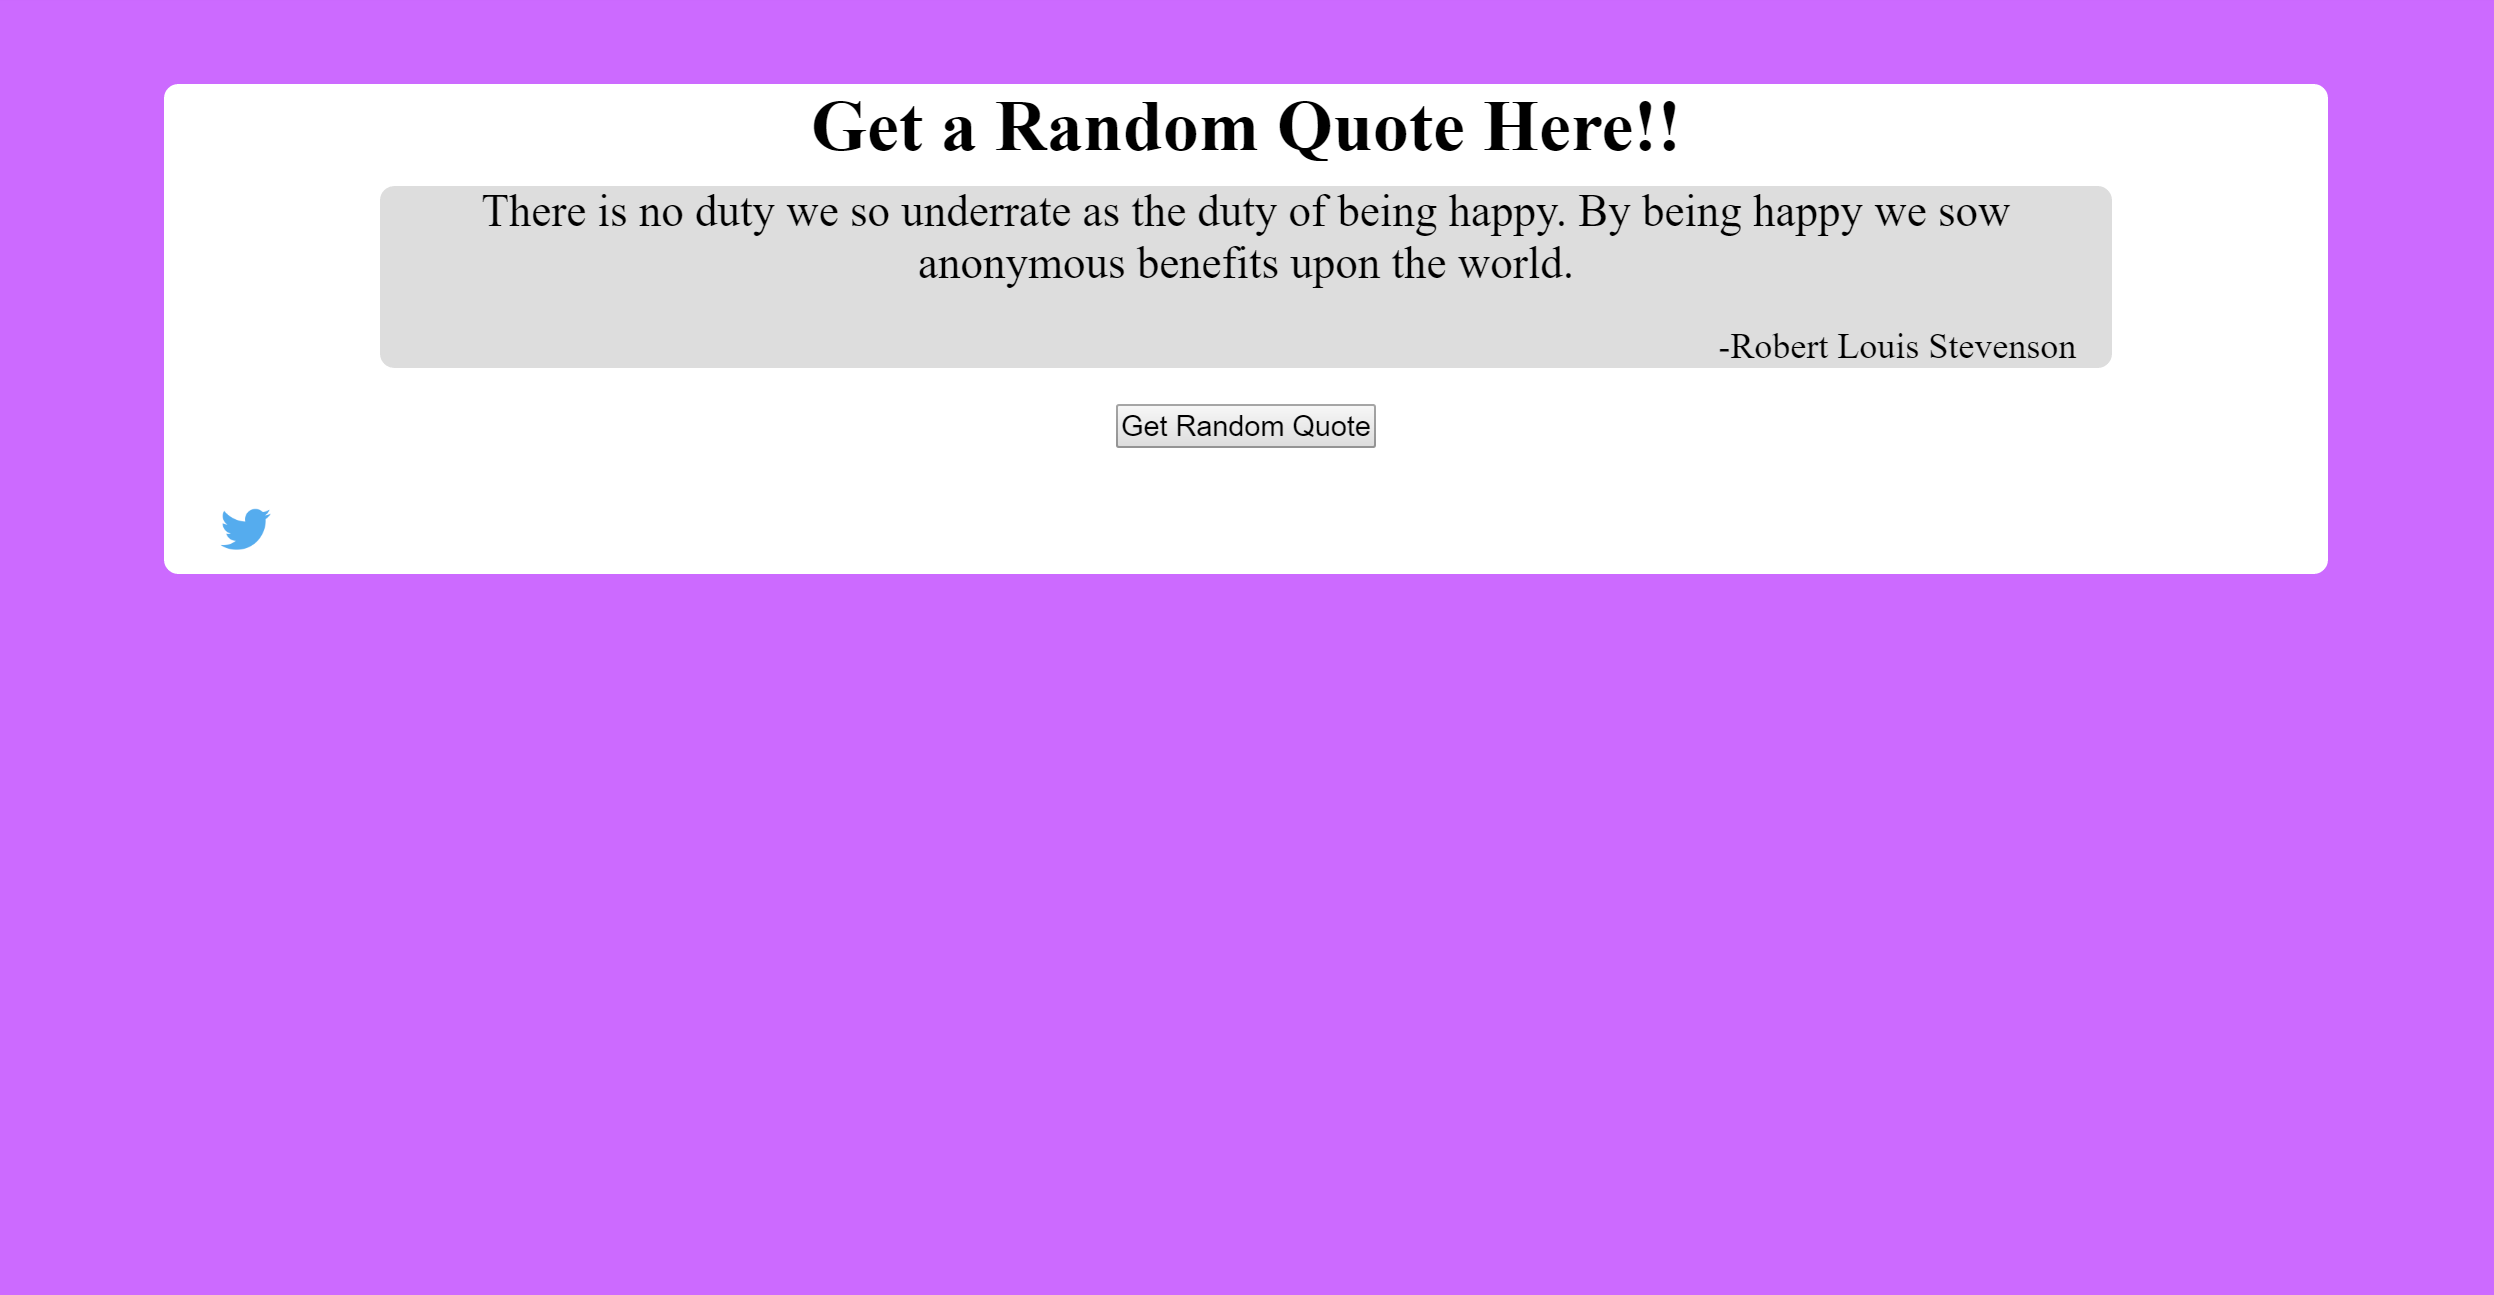 Get a Random Quote Here!!
There is no duty we so underrate as the duty of being happy. By being happy we sow
anonymous benefits upon the world.
-Robert Louis Stevenson
Get Random Quote